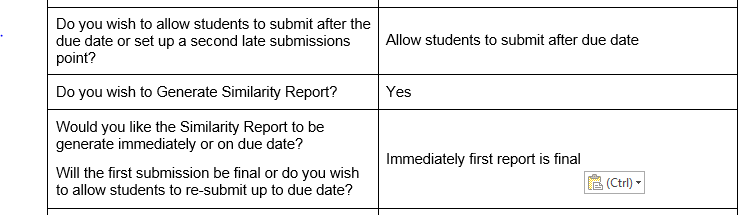 Do you wish to allow students to submit after the
due date or set up a second late submissions
point?
Allow students to submit after due date
Do you wish to Generate Similarity Report?
Yes
Would you like the Similarity Report to be
generate immediately or on due date?
Will the first submission be final or do you wish
to allow students to re-submit up to due date?
Immediately first report is final
(Ctrl)